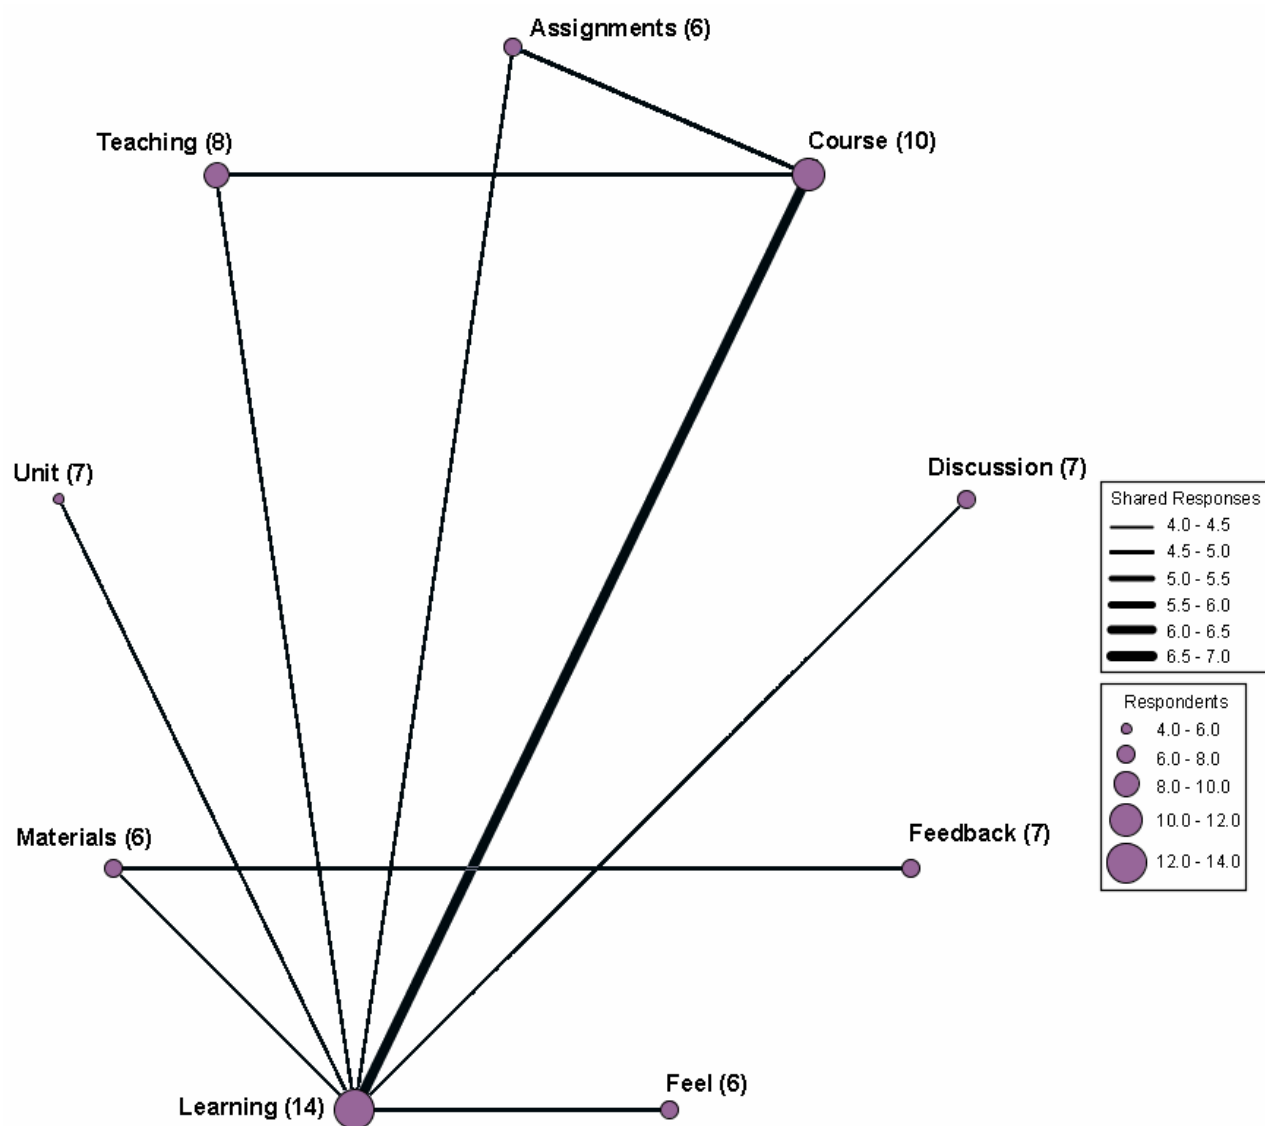 Assignments (6)
Teaching (8)
Course (10)
Unit (7)
Discussion (7)
Shared Responses
4.0 - 4.5
4.5 - 5.0
5.0 - 5.5
5.5 - 6.0
6.0 - 6.5
6.5 - 7.0
Respondents
4.0 - 6.0
6.0 - 8.0
8.0 - 10.0
10.0 - 12.0
12.0 - 14.0
Materials (6)
Feedback (7)
Learning (14)
Feel (6)